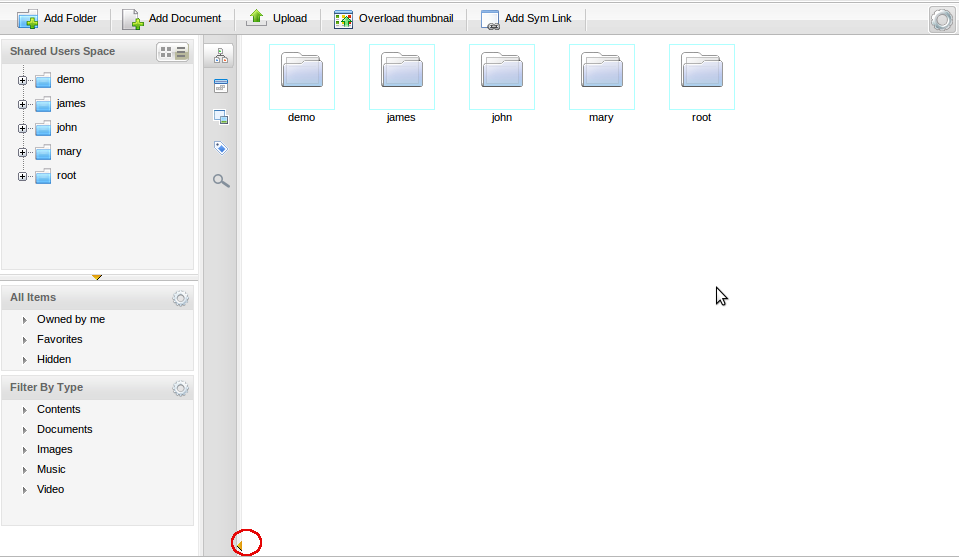 Add Folder Add Document Upload Overload thumbnail Add Sym Link
Shared Users Space
demo
james
john
mary
root
All Items
Owned by me
Favorites
Hidden
Filter By Type
Contents
Documents
Images
Music
Video
demo james john mary root